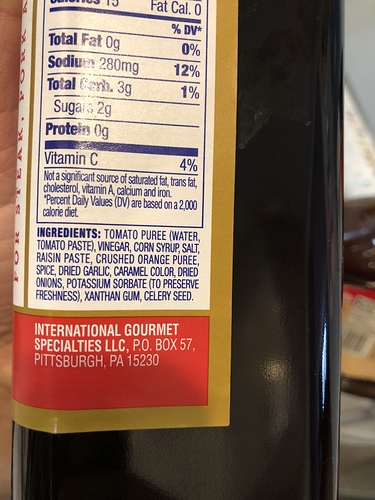 Calories 15 Fat Cal. 0
% DV*
Total Fat 0g 0%
Sodium 280mg 12%
Total Carb. 3g 1%
Sugars 2g
Protein 0g
Vitamin C 4%
Not a significant source of saturated fat, trans fat,
cholesterol, vitamin A, calcium and iron.
*Percent Daily Values (DV) are based on a 2,000
calorie diet.
INGREDIENTS: TOMATO PUREE (WATER,
TOMATO PASTE), VINEGAR, CORN SYRUP, SALT,
RAISIN PASTE, CRUSHED ORANGE PUREE,
SPICE, DRIED GARLIC, CARAMEL COLOR, DRIED
ONIONS, POTASSIUM SORBATE (TO PRESERVE
FRESHNESS), XANTHAN GUM, CELERY SEED.
INTERNATIONAL GOURMET
SPECIALTIES LLC, P.O. BOX 57,
PITTSBURGH, PA 15230
FOR STEAK, PORK